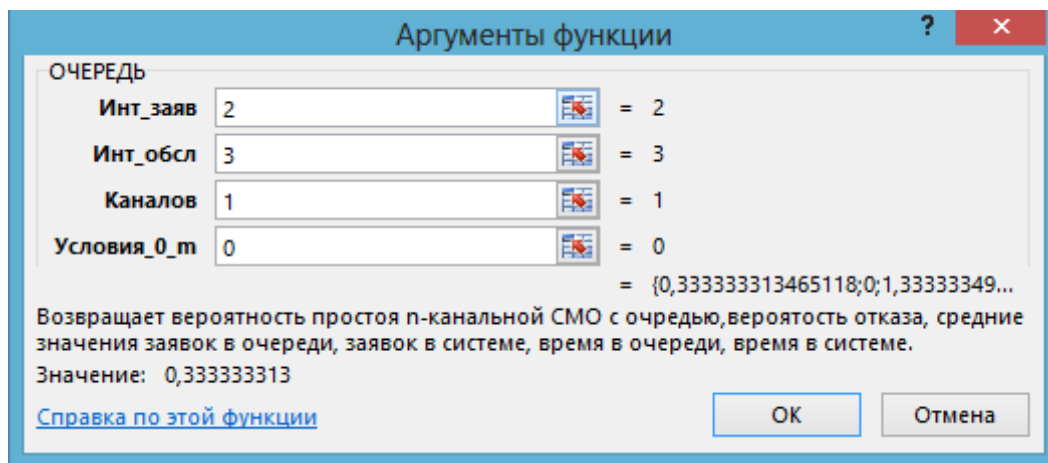 Аргументы функции ? ×
ОЧЕРЕДЬ
Инт_заяв 2 = 2
Инт_обсл 3 = 3
Каналов 1 = 1
Условия_0_m 0 = 0
= {0,333333313465118;0;1,33333349...
Возвращает вероятность простоя n-канальной СМО с очредью,вероятость отказа, средние
значения заявок в очереди, заявок в системе, время в очереди, время в системе.
Значение: 0,333333313
Справка по этой функции ОК Отмена